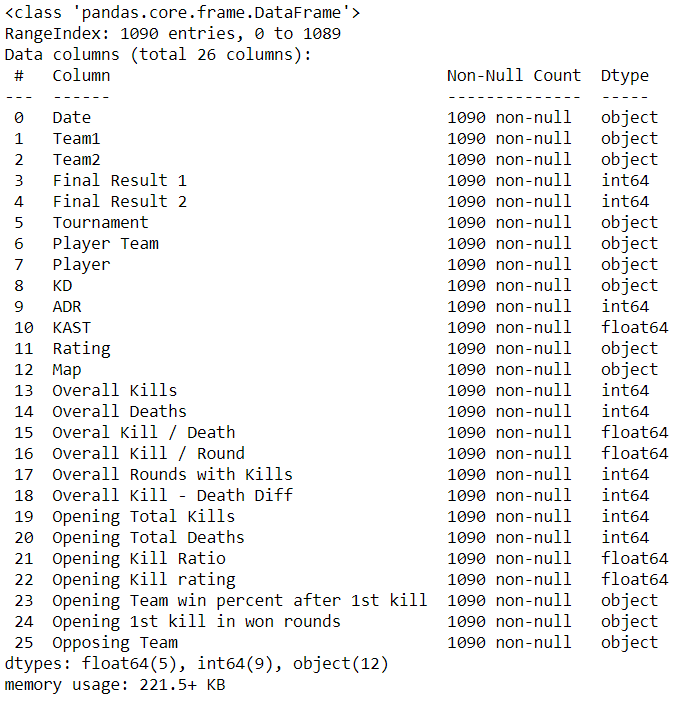 <class 'pandas.core.frame.DataFrame'>
RangeIndex: 1090 entries, 0 to 1089
Data columns (total 26 columns):
 #   Column                                Non-Null Count  Dtype
---  ------                                --------------  -----
 0   Date                                  1090 non-null   object
 1   Team1                                 1090 non-null   object
 2   Team2                                 1090 non-null   object
 3   Final Result 1                        1090 non-null   int64
 4   Final Result 2                        1090 non-null   int64
 5   Tournament                            1090 non-null   object
 6   Player Team                           1090 non-null   object
 7   Player                                1090 non-null   object
 8   KD                                    1090 non-null   object
 9   ADR                                   1090 non-null   int64
 10  KAST                                  1090 non-null   float64
 11  Rating                                1090 non-null   object
 12  Map                                   1090 non-null   object
 13  Overall Kills                         1090 non-null   int64
 14  Overall Deaths                        1090 non-null   int64
 15  Overal Kill / Death                   1090 non-null   float64
 16  Overall Kill / Round                  1090 non-null   float64
 17  Overall Rounds with Kills             1090 non-null   int64
 18  Overall Kill - Death Diff             1090 non-null   int64
 19  Opening Total Kills                   1090 non-null   int64
 20  Opening Total Deaths                  1090 non-null   int64
 21  Opening Kill Ratio                    1090 non-null   float64
 22  Opening Kill rating                   1090 non-null   float64
 23  Opening Team win percent after 1st kill  1090 non-null   object
 24  Opening 1st kill in won rounds        1090 non-null   object
 25  Opposing Team                         1090 non-null   object
dtypes: float64(5), int64(9), object(12)
memory usage: 221.5+ KB